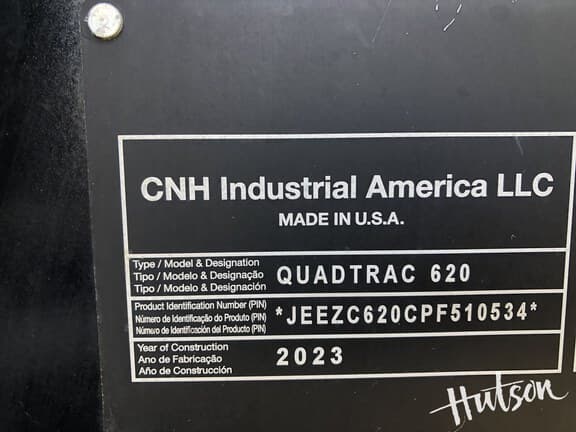 CNH Industrial America LLC
MADE IN U.S.A.
Type / Model & Designation
Tipo / Modelo & Designação
Tipo / Modelo & Designación
QUADTRAC 620
Product Identification Number (PIN)
Número de Identificação do Produto (PIN)
Número de Identificación del Producto (PIN)
*JEEZC620CPF510534*
Year of Construction
Ano de Fabricação
Año de Construcción
2023
Hutson